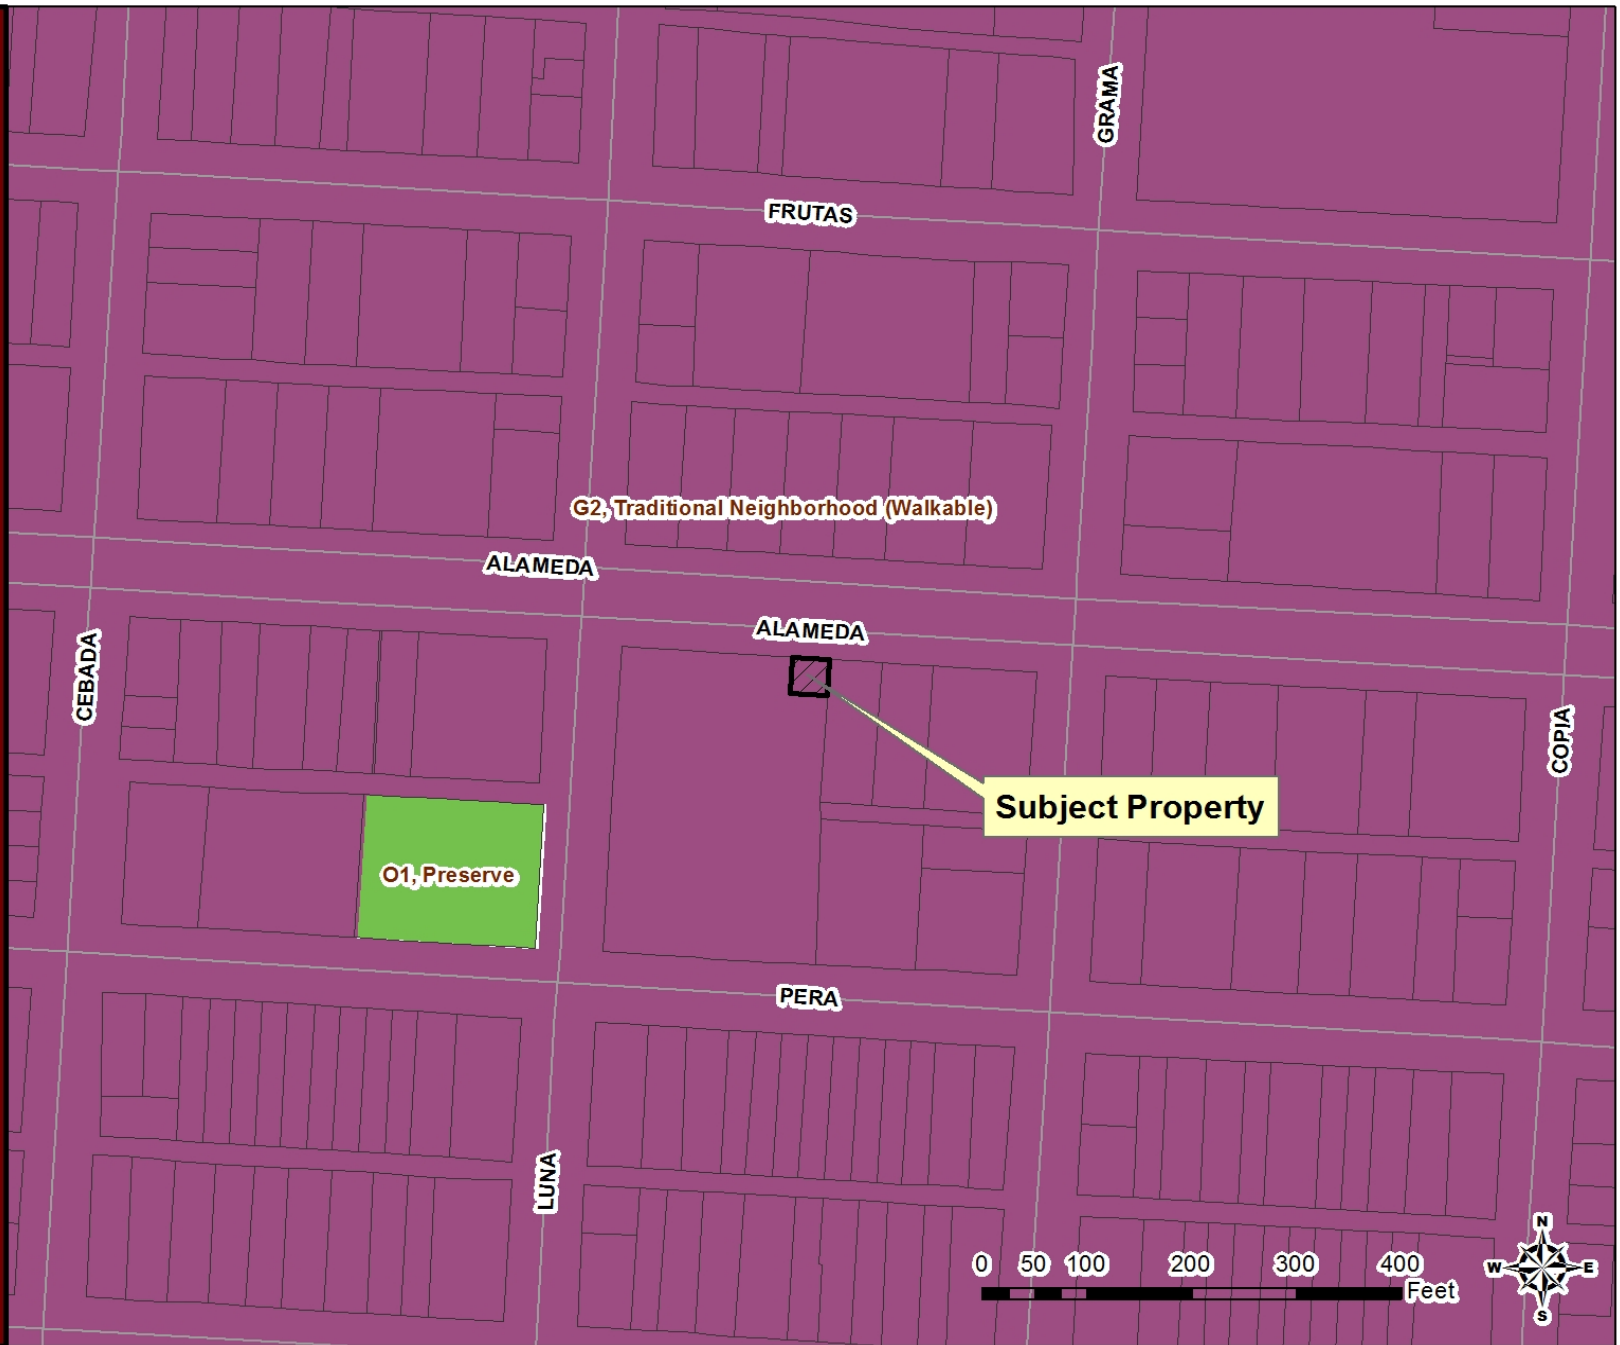 GRAMA
FRUTAS
G2, Traditional Neighborhood (Walkable)
ALAMEDA
ALAMEDA
CEBADA
COPIA
Subject Property
O1, Preserve
PERA
LUNA
N
W E
S
0 50 100 200 300 400
Feet